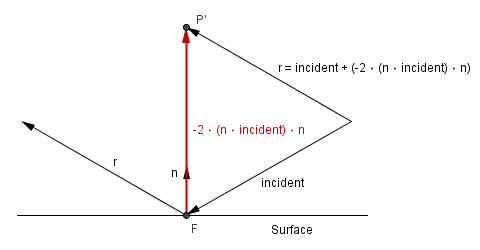 P'
r = incident + (-2 · (n · incident) · n)
-2 · (n · incident) · n
r
n
incident
F
Surface